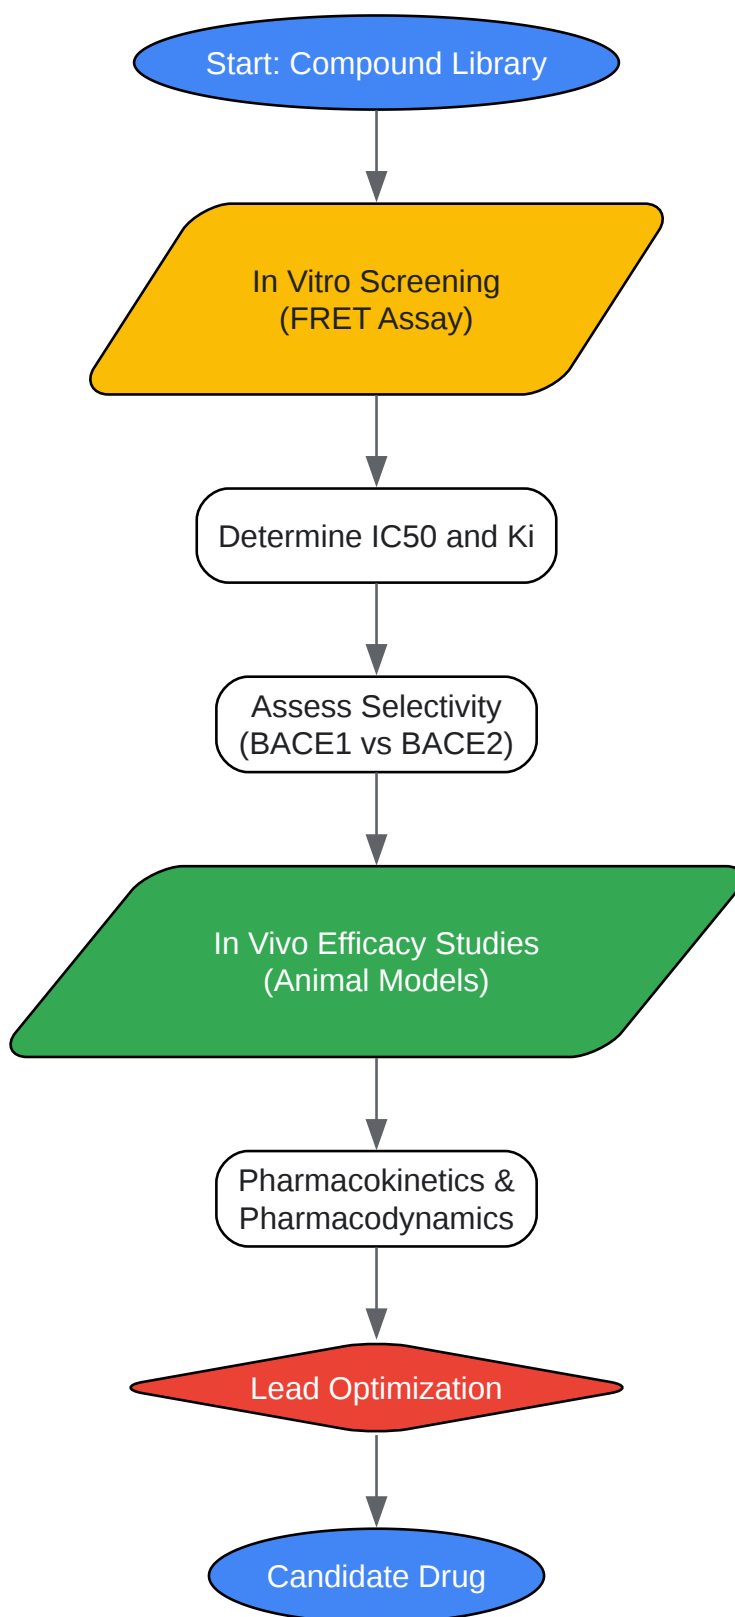 Start: Compound Library
In Vitro Screening
(FRET Assay)
Determine IC50 and Ki
Assess Selectivity
(BACE1 vs BACE2)
In Vivo Efficacy Studies
(Animal Models)
Pharmacokinetics &
Pharmacodynamics
Lead Optimization
Candidate Drug